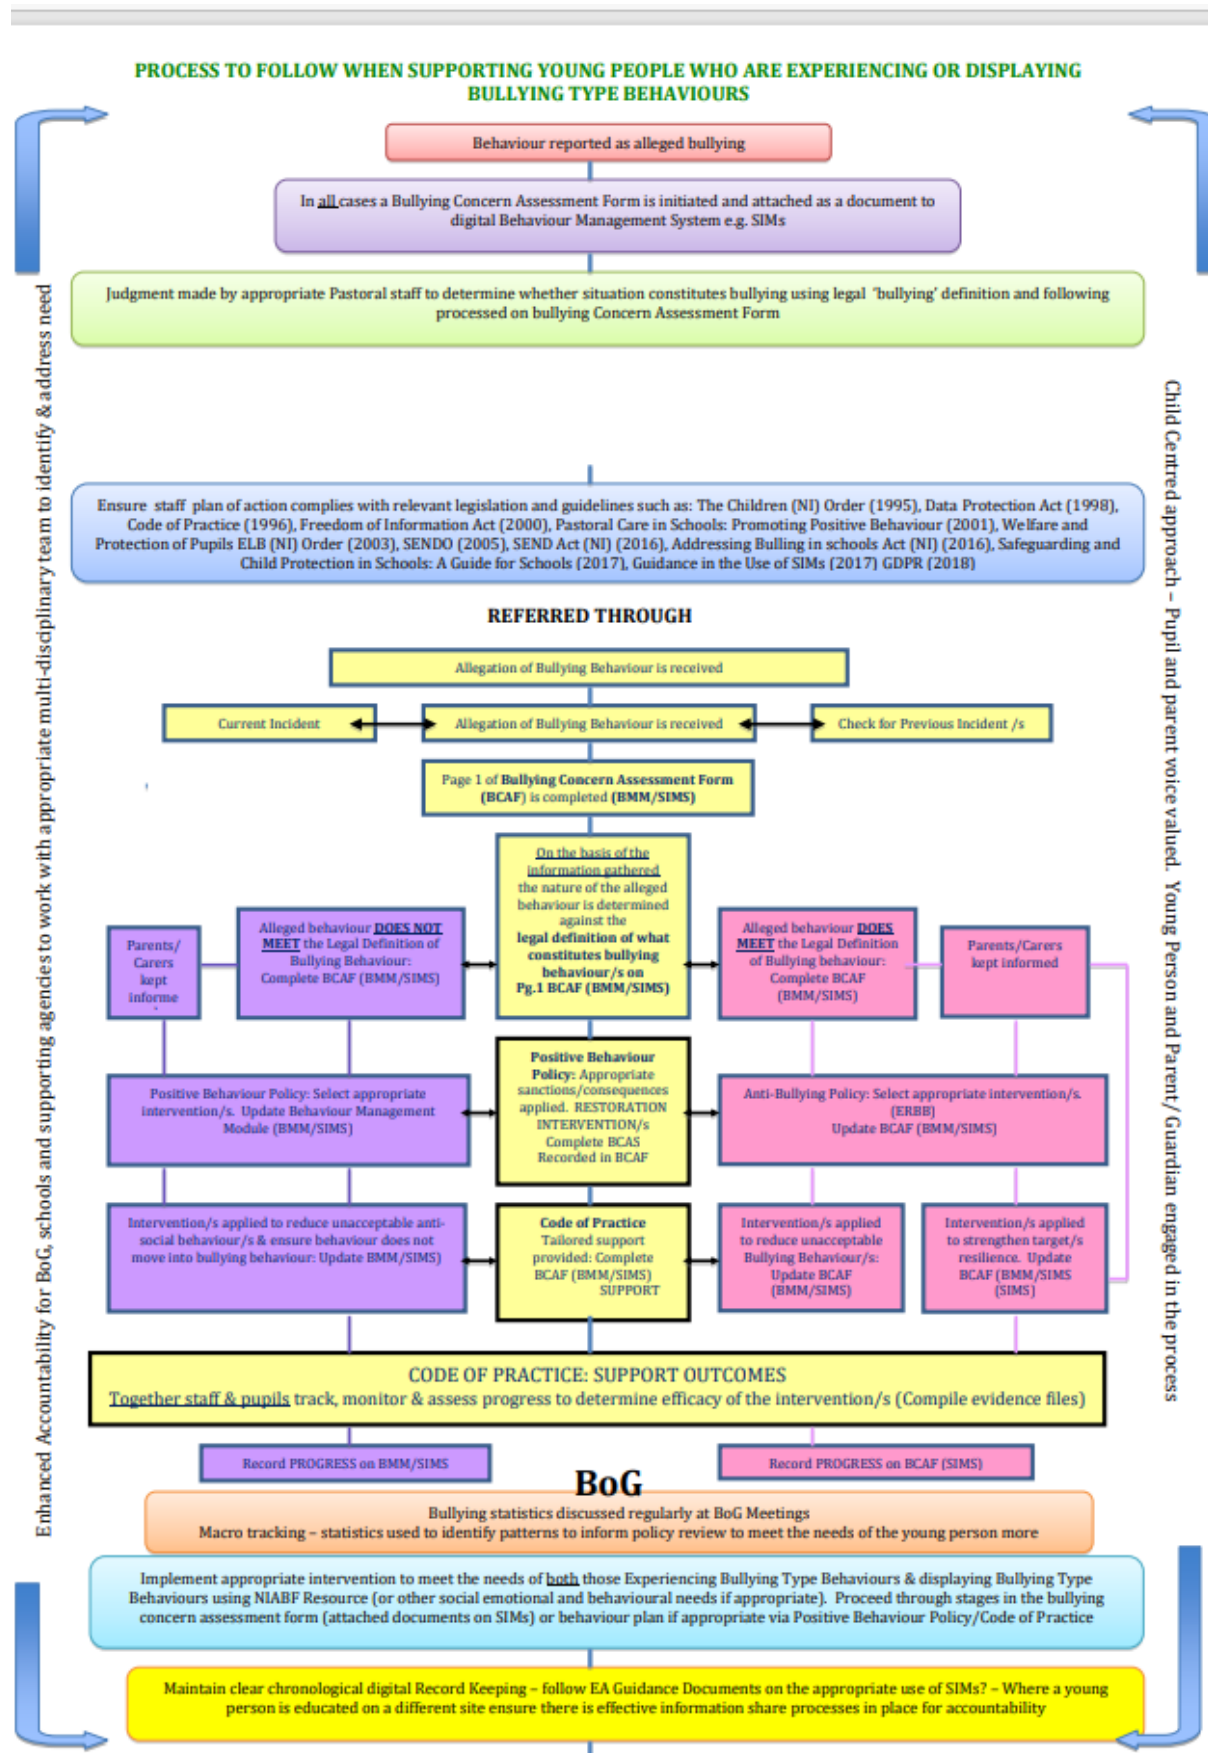 PROCESS TO FOLLOW WHEN SUPPORTING YOUNG PEOPLE WHO ARE EXPERIENCING OR DISPLAYING
BULLYING TYPE BEHAVIOURS
Behaviour reported as alleged bullying
In all cases a Bullying Concern Assessment Form is initiated and attached as a document to
digital Behaviour Management System e.g. SIMs
Judgment made by appropriate Pastoral staff to determine whether situation constitutes bullying using legal 'bullying' definition and following
processed on bullying Concern Assessment Form
Ensure staff plan of action complies with relevant legislation and guidelines such as: The Children (NI) Order (1995), Data Protection Act (1998),
Code of Practice (1996), Freedom of Information Act (2000), Pastoral Care in Schools: Promoting Positive Behaviour (2001), Welfare and
Protection of Pupils ELB (NI) Order (2003), SENDO (2005), SEND Act (NI) (2016), Addressing Bulling in schools Act (NI) (2016), Safeguarding and
Child Protection in Schools: A Guide for Schools (2017), Guidance in the Use of SIMs (2017) GDPR (2018)
REFERRED THROUGH
Allegation of Bullying Behaviour is received
Current Incident
Allegation of Bullying Behaviour is received
Check for Previous Incident /s
Page 1 of Bullying Concern Assessment Form
(BCAF) is completed (BMM/SIMS)
On the basis of the
information gathered
the nature of the alleged
behaviour is determined
against the
legal definition of what
constitutes bullying
behaviour/s on
Pg.1 BCAF (BMM/SIMS)
Parents/
Carers
kept
informe
Alleged behaviour DOES NOT
MEET the Legal Definition of
Bullying Behaviour:
Complete BCAF (BMM/SIMS)
Alleged behaviour DOES
MEET the Legal Definition
of Bullying behaviour:
Complete BCAF
(BMM/SIMS)
Parents/Carers
kept informed
Positive Behaviour Policy: Select appropriate
intervention/s. Update Behaviour Management
Module (BMM/SIMS)
Positive Behaviour
Policy: Appropriate
sanctions/consequences
applied. RESTORATION
INTERVENTION/s
Complete BCAS
Recorded in BCAF
Anti-Bullying Policy: Select appropriate intervention/s.
(ERBB)
Update BCAF (BMM/SIMS)
Intervention/s applied to reduce unacceptable anti-
social behaviour/s & ensure behaviour does not
move into bullying behaviour: Update BMM/SIMS)
Code of Practice
Tailored support
provided: Complete
BCAF (BMM/SIMS)
SUPPORT
Intervention/s applied
to reduce unacceptable
Bullying Behaviour/s:
Update BCAF
(BMM/SIMS)
Intervention/s applied
to strengthen target/s
resilience. Update
BCAF (BMM/SIMS
(SIMS)
CODE OF PRACTICE: SUPPORT OUTCOMES
Together staff & pupils track, monitor & assess progress to determine efficacy of the intervention/s (Compile evidence files)
Record PROGRESS on BMM/SIMS
Record PROGRESS on BCAF (SIMS)
BoG
Bullying statistics discussed regularly at BoG Meetings
Macro tracking – statistics used to identify patterns to inform policy review to meet the needs of the young person more
Implement appropriate intervention to meet the needs of both those Experiencing Bullying Type Behaviours & displaying Bullying Type
Behaviours using NIABF Resource (or other social emotional and behavioural needs if appropriate). Proceed through stages in the bullying
concern assessment form (attached documents on SIMs) or behaviour plan if appropriate via Positive Behaviour Policy/Code of Practice
Maintain clear chronological digital Record Keeping – follow EA Guidance Documents on the appropriate use of SIMs? – Where a young
person is educated on a different site ensure there is effective information share processes in place for accountability
Enhanced Accountability for BoG, schools and supporting agencies to work with appropriate multi-disciplinary team to identify & address need
Child Centred approach – Pupil and parent voice valued. Young Person and Parent/ Guardian engaged in the process